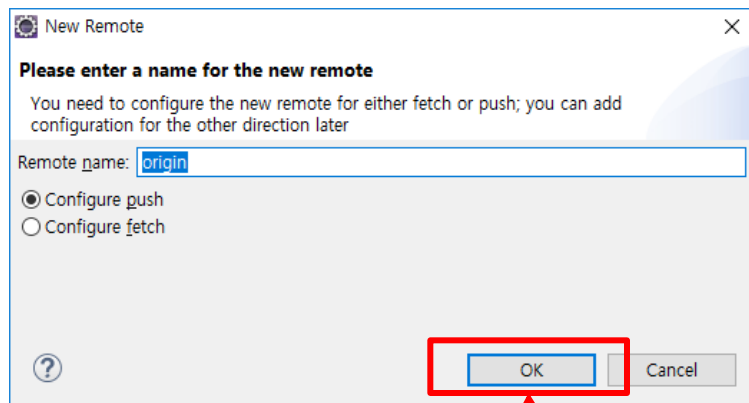 New Remote
Please enter a name for the new remote
You need to configure the new remote for either fetch or push; you can add
configuration for the other direction later
Remote name: origin
Configure push
Configure fetch
?
OK
Cancel